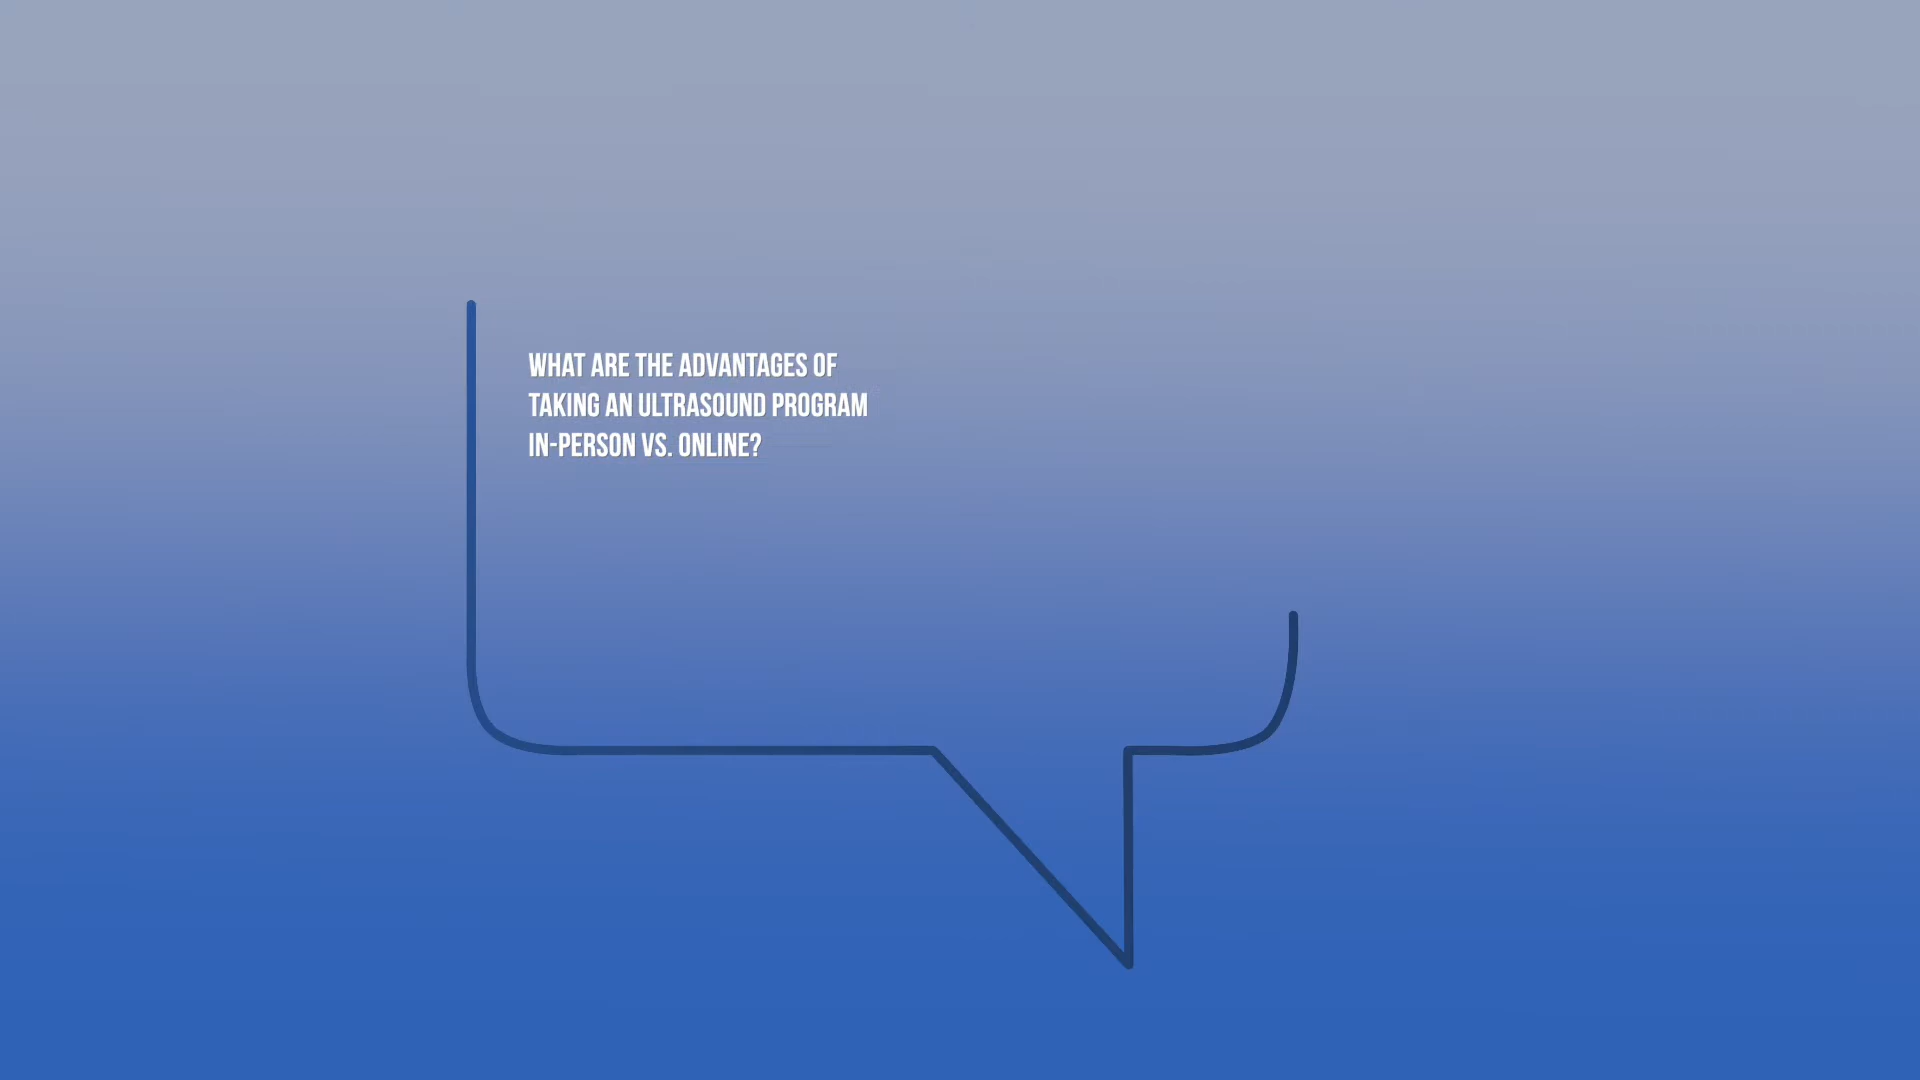 WHAT ARE THE ADVANTAGES OF
TAKING AN ULTRASOUND PROGRAM
IN-PERSON VS. ONLINE?